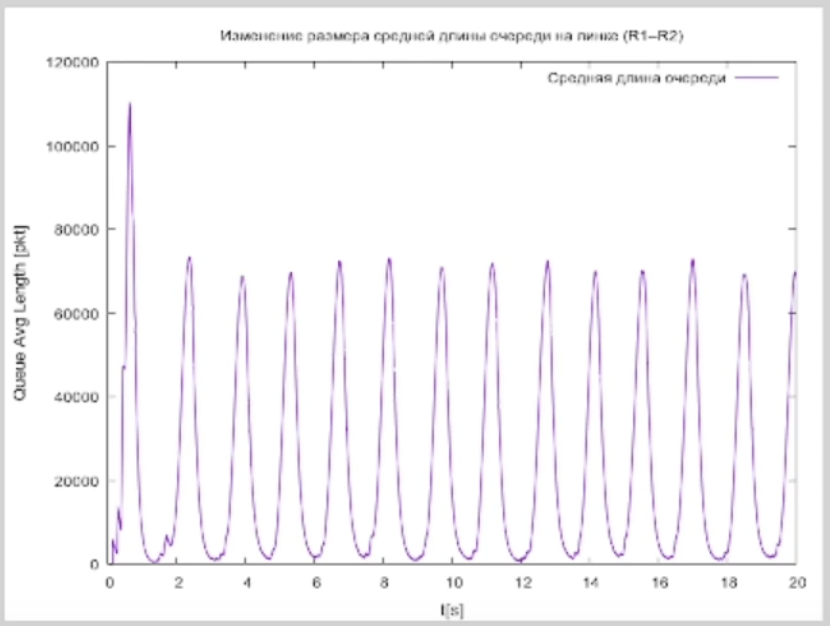 Изменение размера средней длины очереди на линке (R1–R2)
Средняя длина очереди
120000
100000
80000
60000
40000
20000
0
Queue Avg Length [pkt]
0 2 4 6 8 10 12 14 16 18 20
t[s]